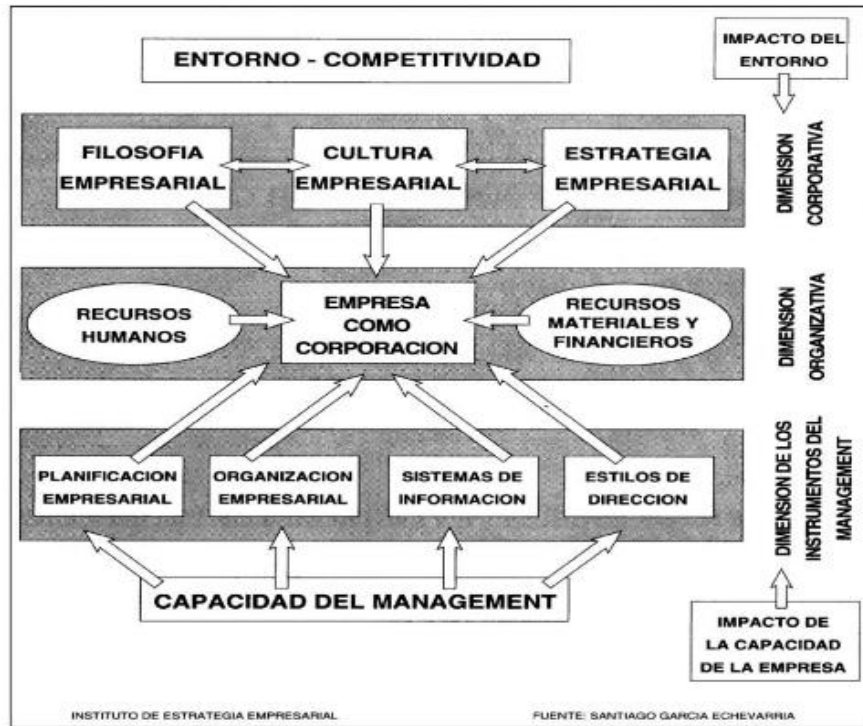 ENTORNO - COMPETITIVIDAD
IMPACTO DEL
ENTORNO
FILOSOFIA
EMPRESARIAL
CULTURA
EMPRESARIAL
ESTRATEGIA
EMPRESARIAL
DIMENSION
CORPORATIVA
RECURSOS
HUMANOS
EMPRESA
COMO
CORPORACION
RECURSOS
MATERIALES Y
FINANCIEROS
DIMENSION
ORGANIZATIVA
PLANIFICACION
EMPRESARIAL
ORGANIZACION
EMPRESARIAL
SISTEMAS DE
INFORMACION
ESTILOS DE
DIRECCION
DIMENSION DE LOS
INSTRUMENTOS DEL
MANAGEMENT
CAPACIDAD DEL MANAGEMENT
IMPACTO DE
LA CAPACIDAD
DE LA EMPRESA
INSTITUTO DE ESTRATEGIA EMPRESARIAL
FUENTE: SANTIAGO GARCIA ECHEVARRIA